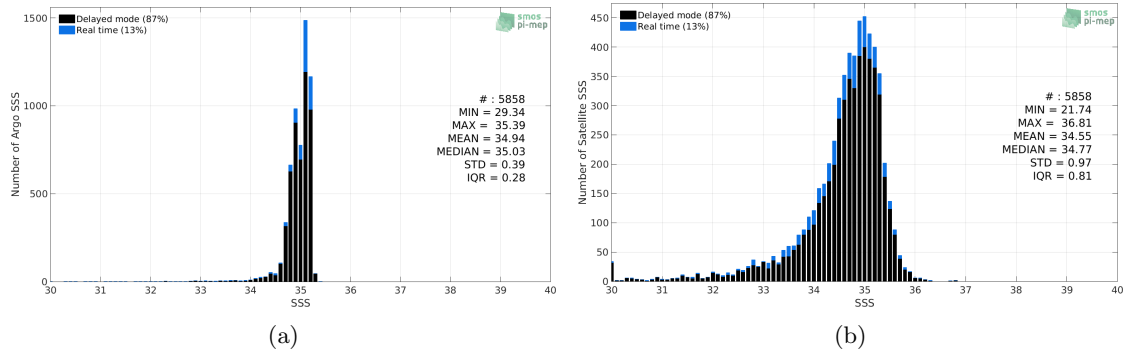 Delayed mode (87%)
Real time (13%)
smos
pi-mep
# : 5858
MIN = 29.34
MAX = 35.39
MEAN = 34.94
MEDIAN = 35.03
STD = 0.39
IQR = 0.28
Number of Argo SSS
1500
1000
500
0
30 31 32 33 34 35 36 37 38 39 40
SSS
(a)
Delayed mode (87%)
Real time (13%)
smos
pi-mep
# : 5858
MIN = 21.74
MAX = 36.81
MEAN = 34.55
MEDIAN = 34.77
STD = 0.97
IQR = 0.81
Number of Satellite SSS
450
400
350
300
250
200
150
100
50
0
30 31 32 33 34 35 36 37 38 39 40
SSS
(b)